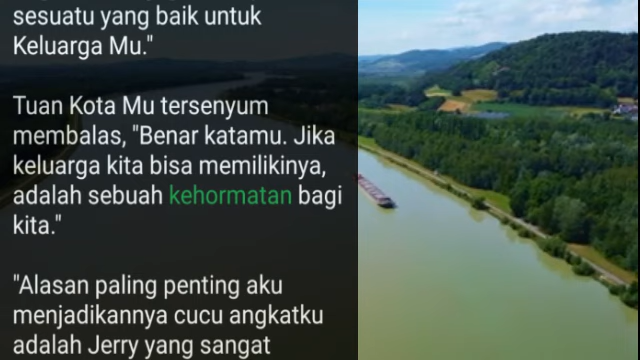 sesuatu yang baik untuk
Keluarga Mu."
Tuan Kota Mu tersenyum
membalas, "Benar katamu. Jika
keluarga kita bisa memilikinya,
adalah sebuah kehormatan bagi
kita."
"Alasan paling penting aku
menjadikannya cucu angkatku
adalah Jerry yang sangat